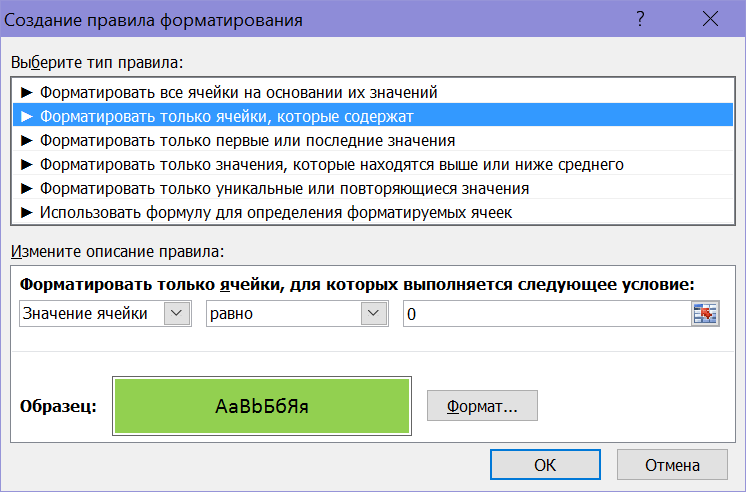 Создание правила форматирования ?
Выберите тип правила:
► Форматировать все ячейки на основании их значений
► Форматировать только ячейки, которые содержат
► Форматировать только первые или последние значения
► Форматировать только значения, которые находятся выше или ниже среднего
► Форматировать только уникальные или повторяющиеся значения
► Использовать формулу для определения форматируемых ячеек
Измените описание правила:
Форматировать только ячейки, для которых выполняется следующее условие:
Значение ячейки равно 0
Образец: АаВbБбЯя Формат...
ОК Отмена